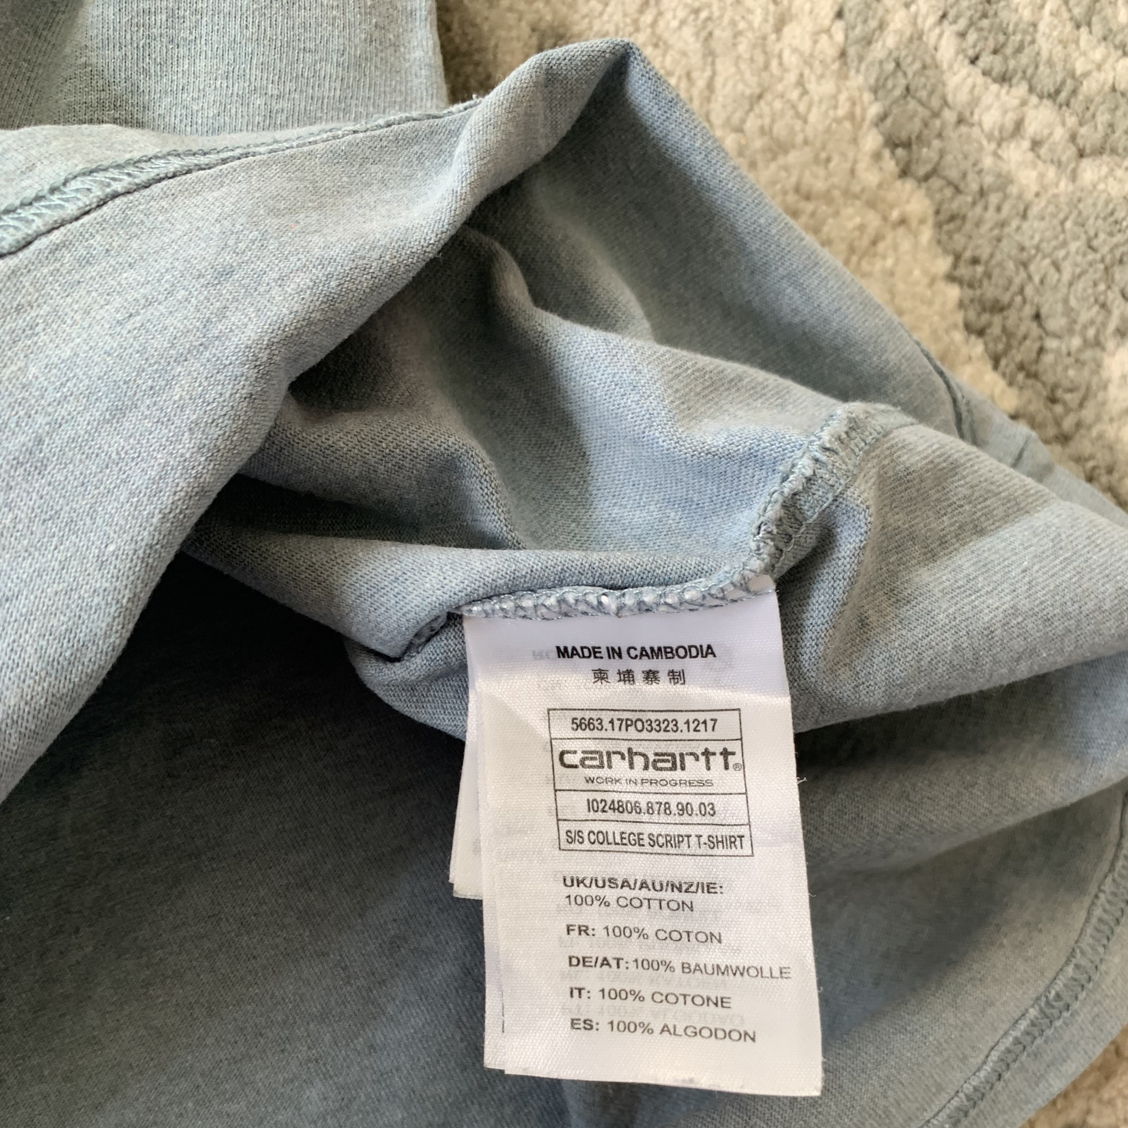 MADE IN CAMBODIA
柬埔寨制
5663.17PO3323.1217
carhartt®
WORK IN PROGRESS
I024806.878.90.03
S/S COLLEGE SCRIPT T-SHIRT
UK/USA/AU/NZ/IE:
100% COTTON
FR: 100% COTON
DE/AT:100% BAUMWOLLE
IT: 100% COTONE
ES: 100% ALGODON